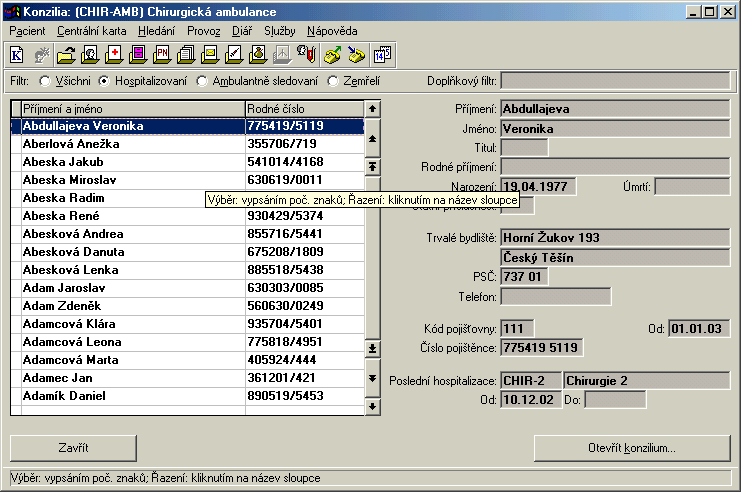 Konzilia: (CHIR-AMB) Chirurgická ambulance
Pacient Centrální karta Hledání Provoz Diář Služby Nápověda
Filtr: Všichni Hospitalizovaní Ambulantně sledovaní Zemřelí Doplňkový filtr:
Příjmení a jméno Rodné číslo
Abdullajeva Veronika 775419/5119
Aberlová Anežka 355706/719
Abeska Jakub 541014/4168
Abeska Miroslav 630619/0011
Abeska Radim
Abeska René 930429/5374
Abesková Andrea 855716/5441
Abesková Danuta 675208/1809
Abesková Lenka 885518/5438
Adam Jaroslav 630303/0085
Adam Zdeněk 560630/0249
Adamcová Klára 935704/5401
Adamcová Leona 775818/4951
Adamcová Marta 405924/444
Adamec Jan 361201/421
Adamík Daniel 890519/5453
Výběr: vypsáním poč. znaků; Řazení: kliknutím na název sloupce
Příjmení: Abdullajeva
Jméno: Veronika
Titul:
Rodné příjmení:
Narození: 19.04.1977 Úmrtí:
Trvalé bydliště: Horní Žukov 193
Český Těšín
PSČ: 737 01
Telefon:
Kód pojišťovny: 111 Od: 01.01.03
Číslo pojištěnce: 775419 5119
Poslední hospitalizace: CHIR-2 Chirurgie 2
Od: 10.12.02 Do:
Zavřít Otevřít konzilium...
Výběr: vypsáním poč. znaků; Řazení: kliknutím na název sloupce